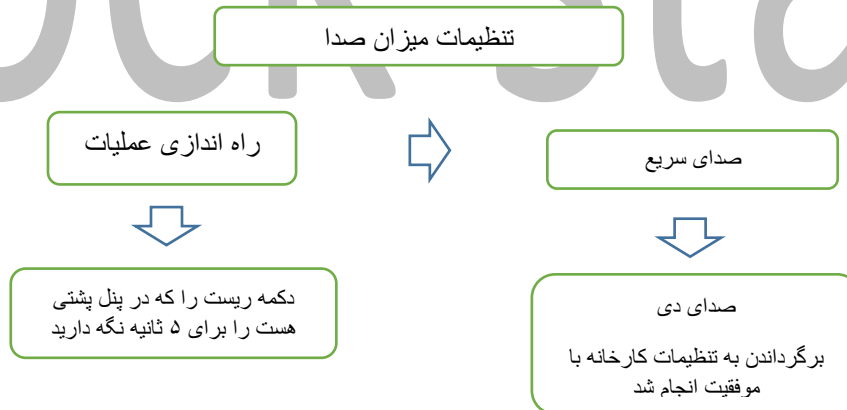 تنظیمات میزان صدا
راه اندازی عملیات
صدای سریع
دکمه ریست را که در پنل پشتی
هست را برای ۵ ثانیه نگه دارید
صدای دی
برگرداندن به تنظیمات کارخانه با
موفقیت انجام شد